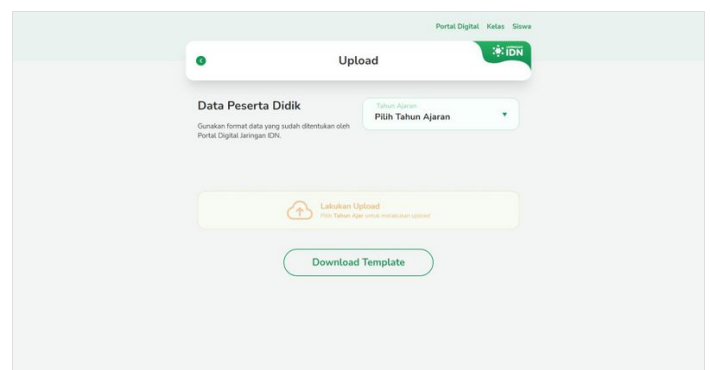 Portal Digital Kelas Siswa
Upload
IDN
Data Peserta Didik
Gunakan format data yang sudah ditentukan oleh
Portal Digital Jaringan IDN.
Tahun Ajaran
Pilih Tahun Ajaran
Lakukan Upload
Pilih Tahun Ajar untuk melakukan upload
Download Template